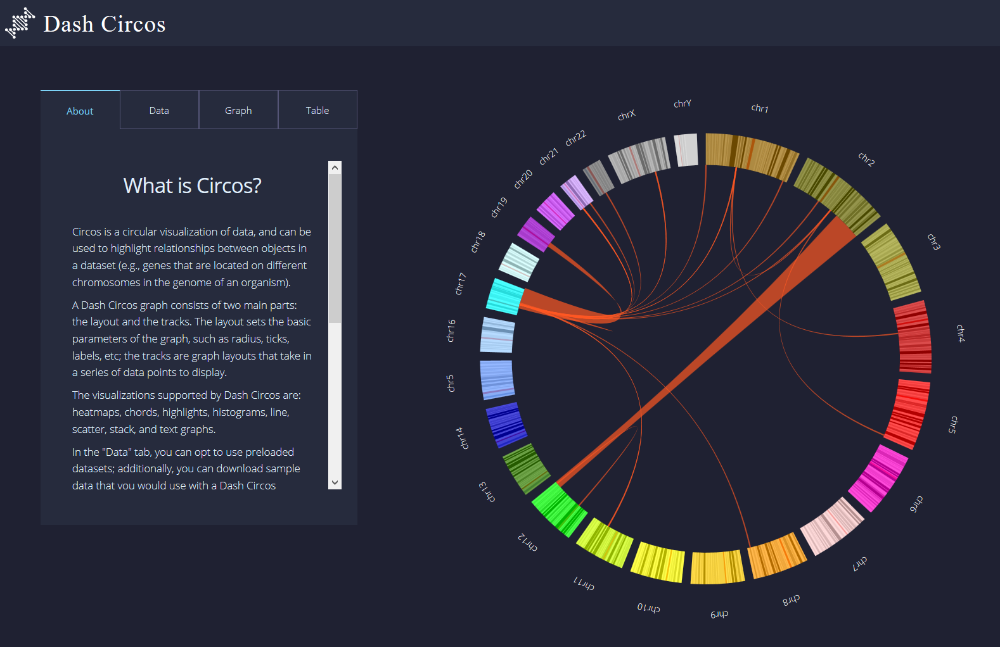 Dash Circos
About
Data
Graph
Table
What is Circos?
Circos is a circular visualization of data, and can be
used to highlight relationships between objects in
a dataset (e.g., genes that are located on different
chromosomes in the genome of an organism).
A Dash Circos graph consists of two main parts:
the layout and the tracks. The layout sets the basic
parameters of the graph, such as radius, ticks,
labels, etc; the tracks are graph layouts that take in
a series of data points to display.
The visualizations supported by Dash Circos are:
heatmaps, chords, highlights, histograms, line,
scatter, stack, and text graphs.
In the "Data" tab, you can opt to use preloaded
datasets; additionally, you can download sample
data that you would use with a Dash Circos
chr1
chr2
chr3
chr4
chr5
chr6
chr7
chr8
chr9
chr10
chr11
chr12
chr13
chr14
chr5
chr16
chr17
chr18
chr19
chr20
chr21
chr22
chrX
chrY